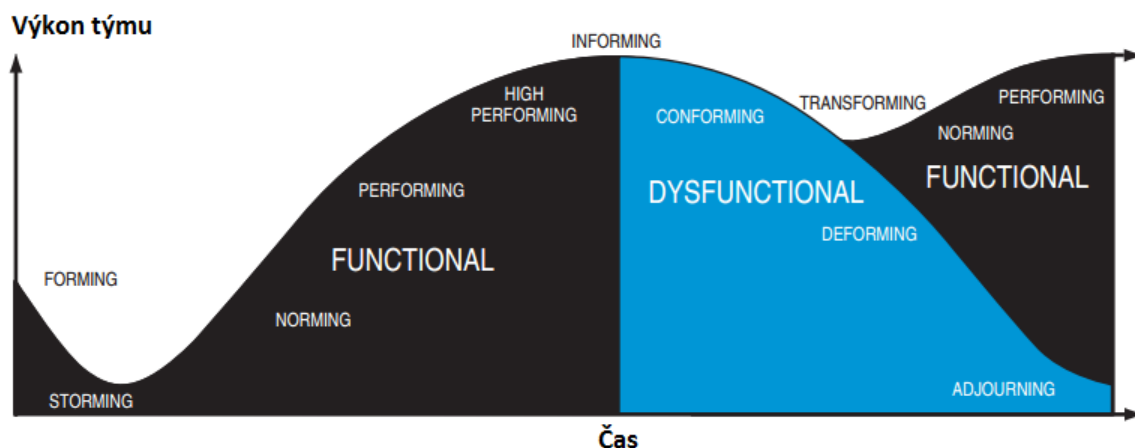 Výkon týmu
INFORMING
HIGH
PERFORMING
CONFORMING
TRANSFORMING
PERFORMING
NORMING
FUNCTIONAL
PERFORMING
DYSFUNCTIONAL
DEFORMING
FUNCTIONAL
FORMING
NORMING
STORMING
ADJOURNING
Čas